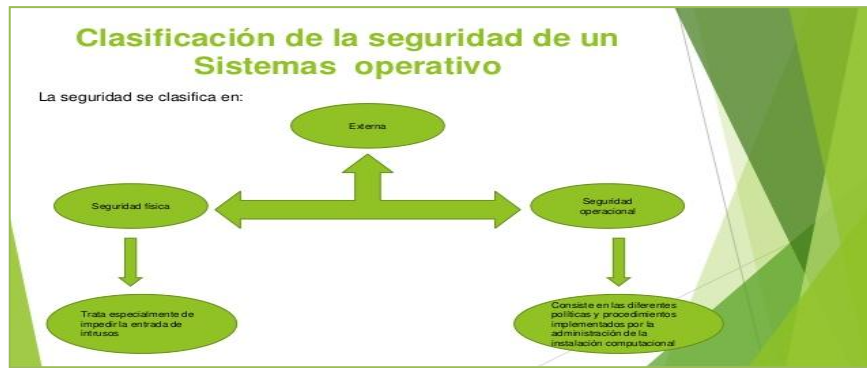 Clasificación de la seguridad de un
Sistemas operativo
La seguridad se clasifica en:
Externa
Seguridad física
Seguridad
operacional
Trata especialmente de
impedir la entrada de
intrusos
Consiste en las diferentes
políticas y procedimientos
implementados por la
administración de la
instalación computacional